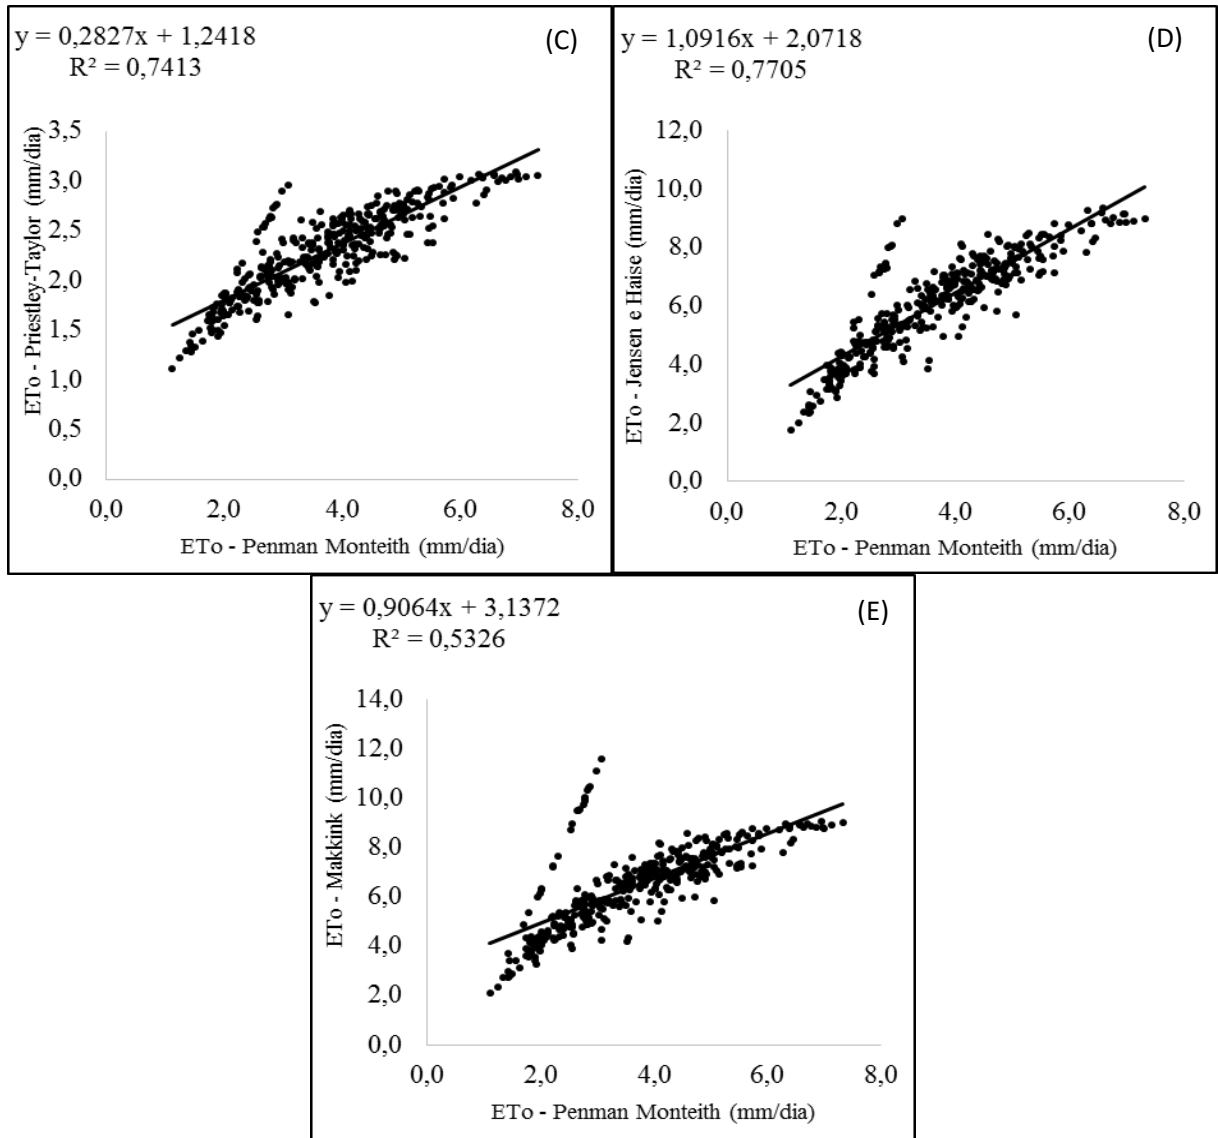 y = 0,2827x + 1,2418
R² = 0,7413
(C)
ETo - Priestley-Taylor (mm/dia)
3,5
3,0
2,5
2,0
1,5
1,0
0,5
0,0
0,0 2,0 4,0 6,0 8,0
ETo - Penman Monteith (mm/dia)
y = 1,0916x + 2,0718
R² = 0,7705
(D)
ETo - Jensen e Haise (mm/dia)
12,0
10,0
8,0
6,0
4,0
2,0
0,0
0,0 2,0 4,0 6,0 8,0
ETo - Penman Monteith (mm/dia)
y = 0,9064x + 3,1372
R² = 0,5326
(E)
ETo - Makkink (mm/dia)
14,0
12,0
10,0
8,0
6,0
4,0
2,0
0,0
0,0 2,0 4,0 6,0 8,0
ETo - Penman Monteith (mm/dia)